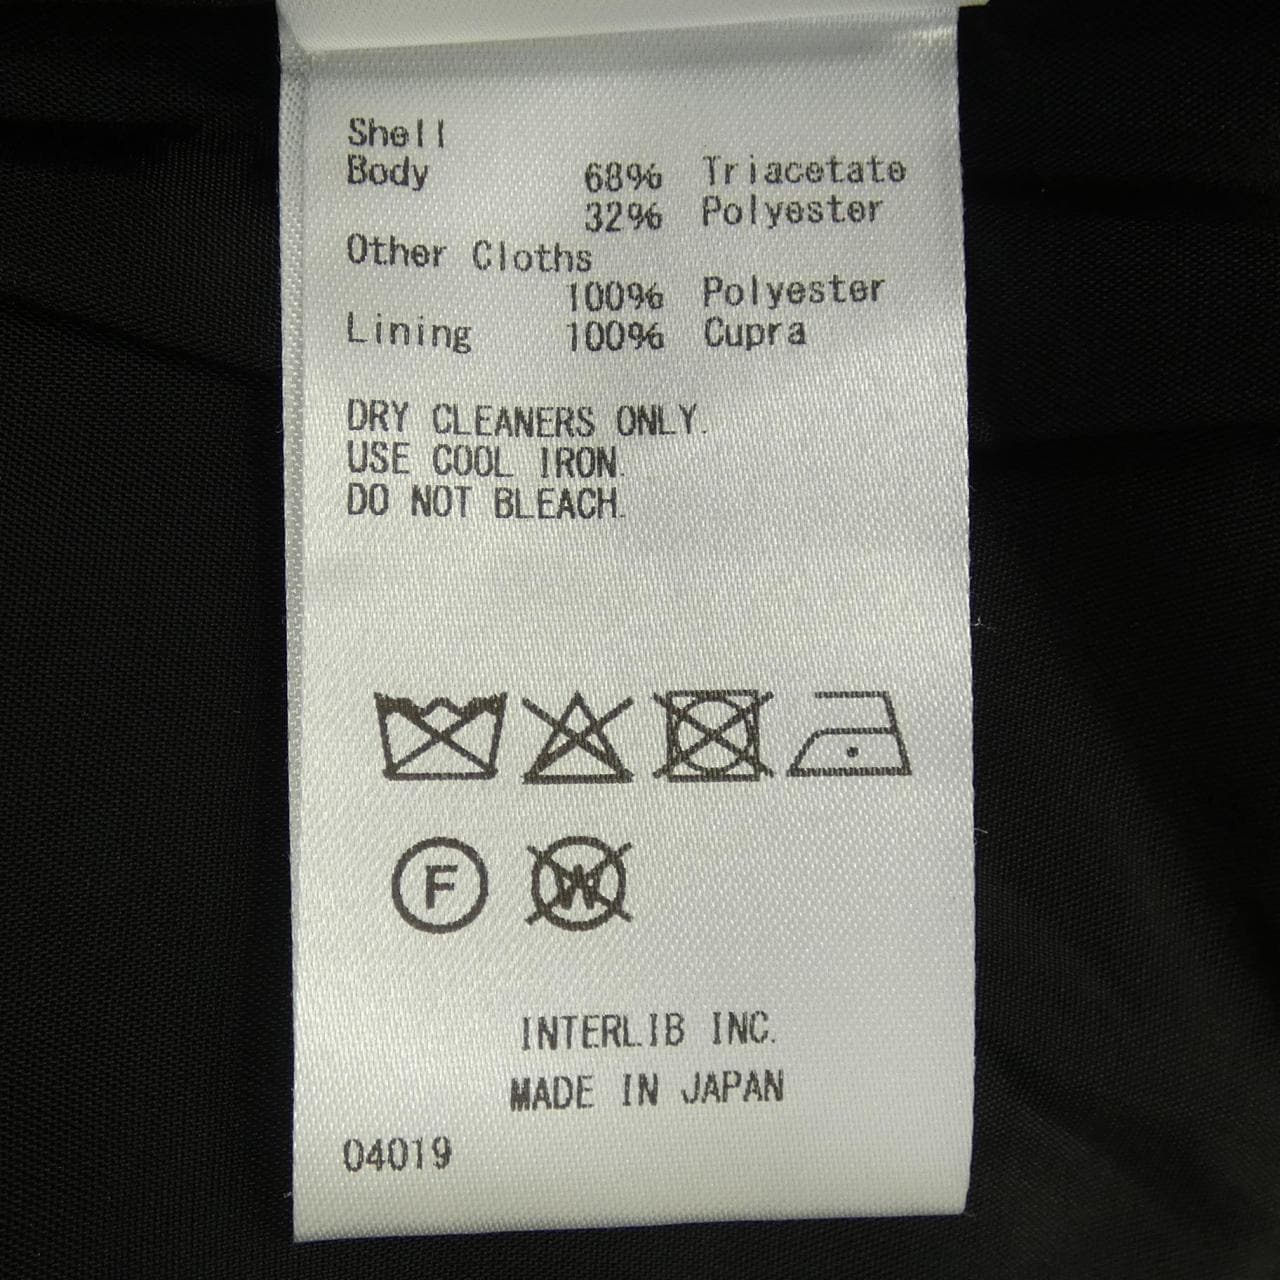 Shell
Body 68% Triacetate
32% Polyester
Other Cloths
100% Polyester
Lining 100% Cupra
DRY CLEANERS ONLY.
USE COOL IRON.
DO NOT BLEACH.
F W
INTERLIB INC.
MADE IN JAPAN
04019